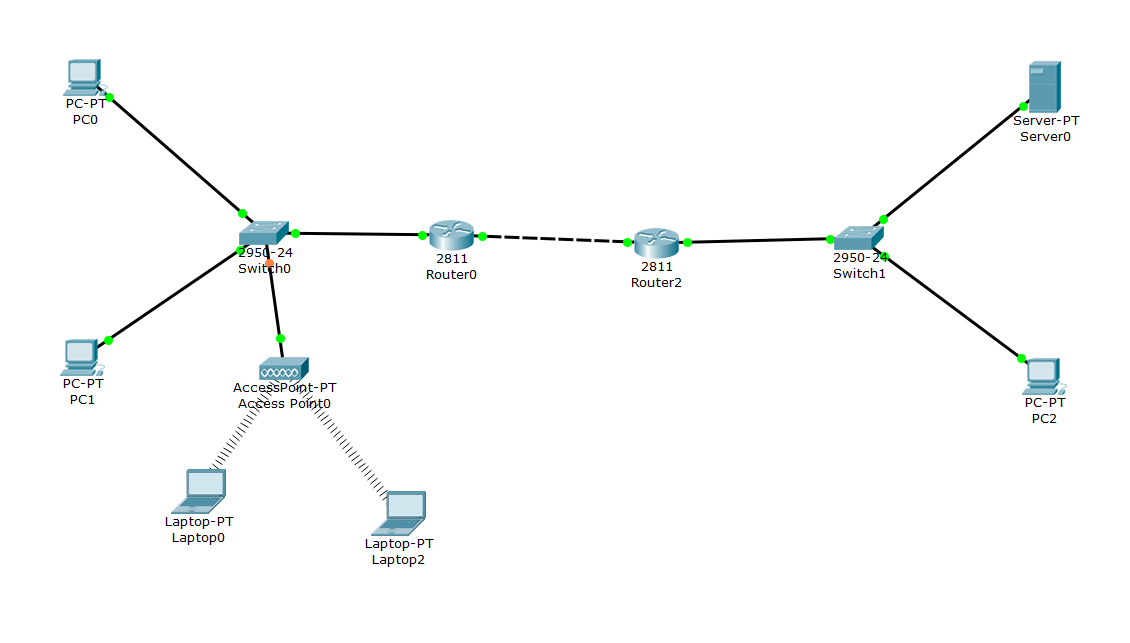 PC-PT
PC0
Server-PT
Server0
2950-24
Switch0
2811
Router0
2811
Router2
2950-24
Switch1
PC-PT
PC1
AccessPoint-PT
Access Point0
PC-PT
PC2
Laptop-PT
Laptop0
Laptop-PT
Laptop2